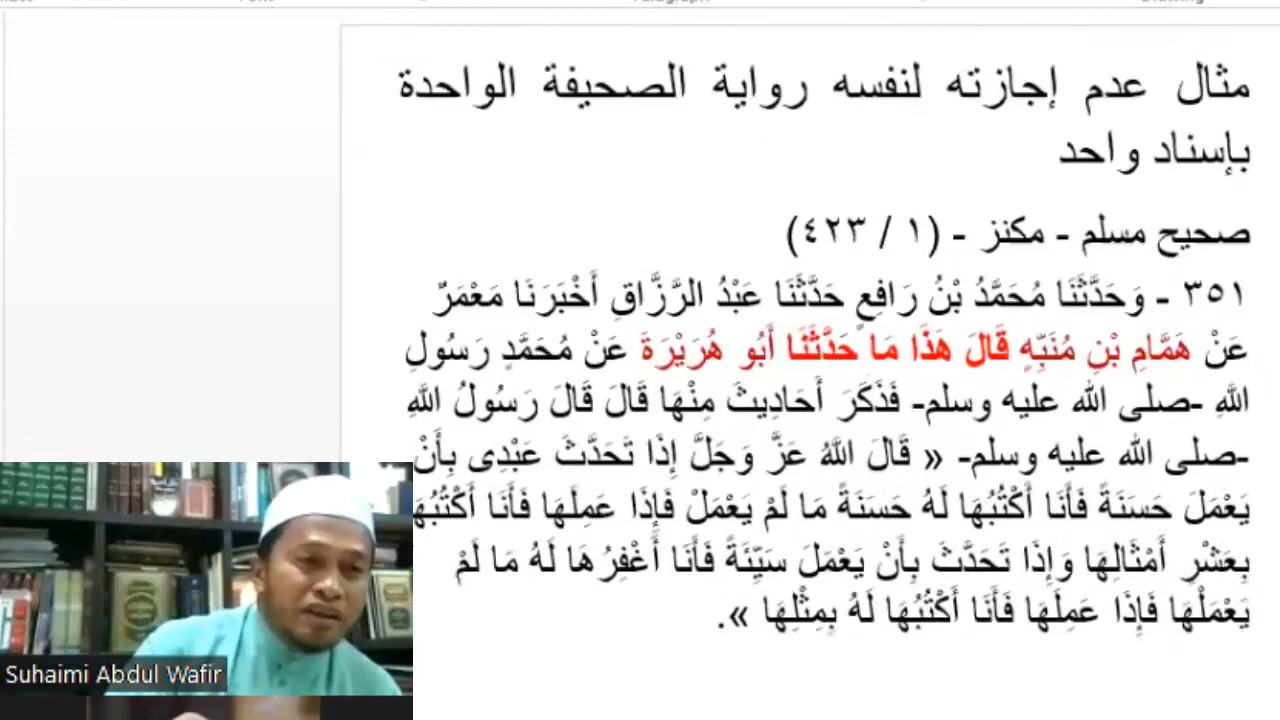 مثال عدم إجازته لنفسه رواية الصحيفة الواحدة
بإسناد واحد
صحيح مسلم - مكنز - (١ / ٤٢٣)
٣٥١ - وَحَدَّثَنَا مُحَمَّدُ بْنُ رَافِعٍ حَدَّثَنَا عَبْدُ الرَّزَّاقِ أَخْبَرَنَا مَعْمَرٌ
عَنْ هَمَّامِ بْنِ مُنَبِّهٍ قَالَ هَذَا مَا حَدَّثَنَا أَبُو هُرَيْرَةَ عَنْ مُحَمَّدٍ رَسُولِ
اللَّهِ -صلى الله عليه وسلم- فَذَكَرَ أَحَادِيثَ مِنْهَا قَالَ قَالَ رَسُولُ اللَّهِ
-صلى الله عليه وسلم- « قَالَ اللَّهُ عَزَّ وَجَلَّ إِذَا تَحَدَّثَ عَبْدِى بِأَنْ
يَعْمَلَ حَسَنَةً فَأَنَا أَكْتُبُهَا لَهُ حَسَنَةً مَا لَمْ يَعْمَلْ فَإِذَا عَمِلَهَا فَأَنَا أَكْتُبُهَا
بِعَشْرِ أَمْثَالِهَا وَإِذَا تَحَدَّثَ بِأَنْ يَعْمَلَ سَيِّئَةً فَأَنَا أَغْفِرُهَا لَهُ مَا لَمْ
يَعْمَلْهَا فَإِذَا عَمِلَهَا فَأَنَا أَكْتُبُهَا لَهُ بِمِثْلِهَا ».
Suhaimi Abdul Wafir